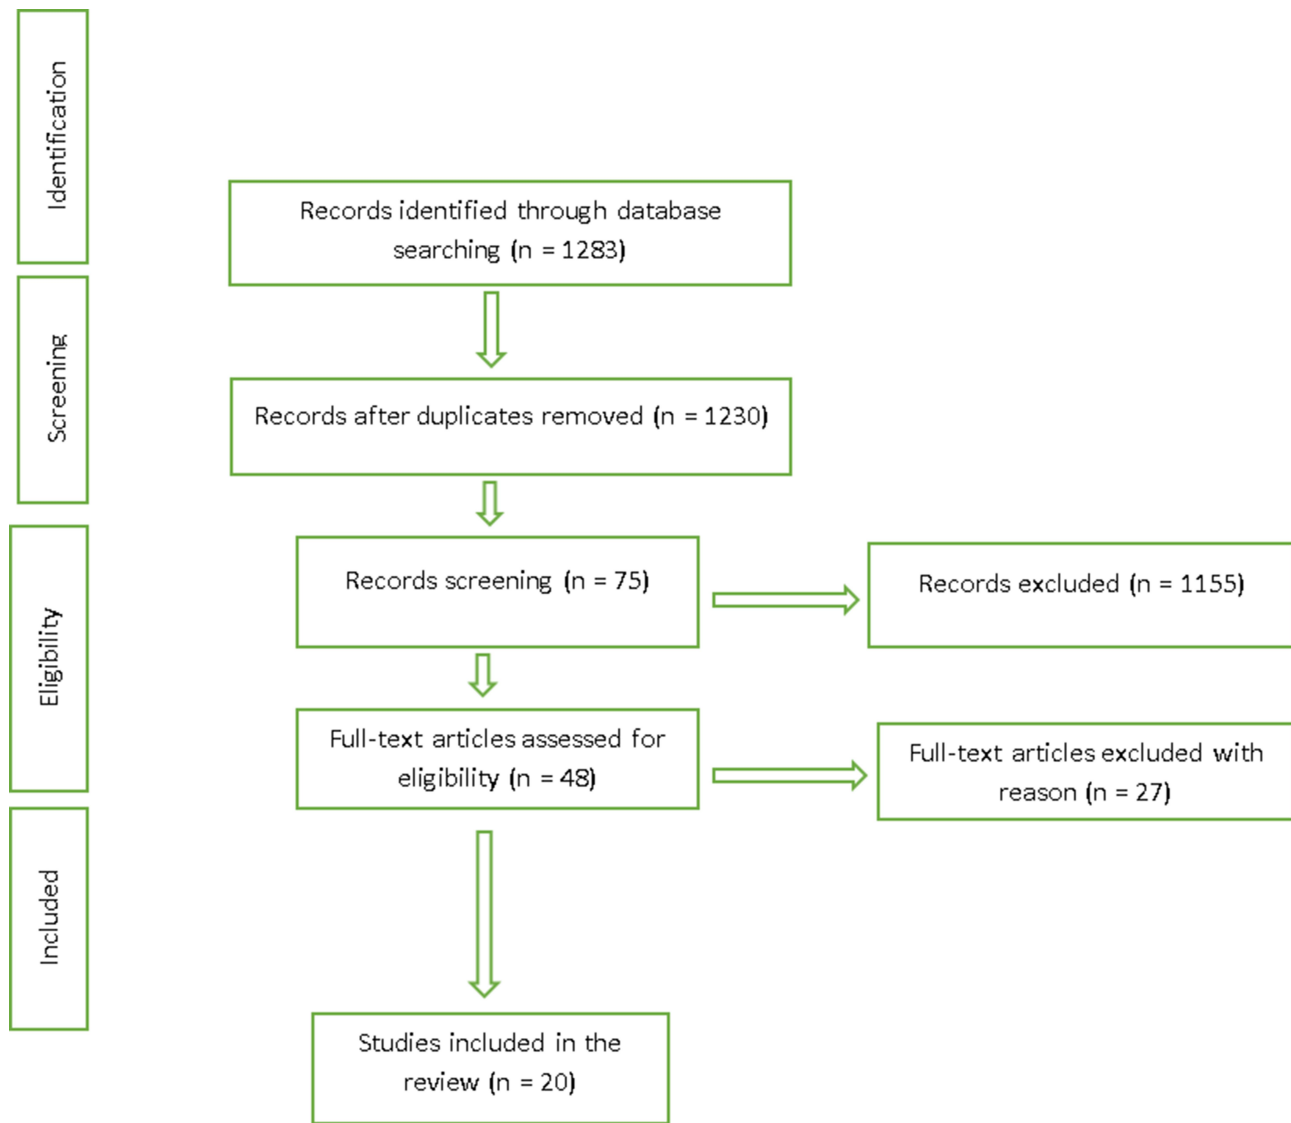 Identification
Records identified through database
searching (n = 1283)
Screening
Records after duplicates removed (n = 1230)
Eligibility
Records screening (n = 75)
Records excluded (n = 1155)
Full-text articles assessed for
eligibility (n = 48)
Full-text articles excluded with
reason (n = 27)
Included
Studies included in the
review (n = 20)